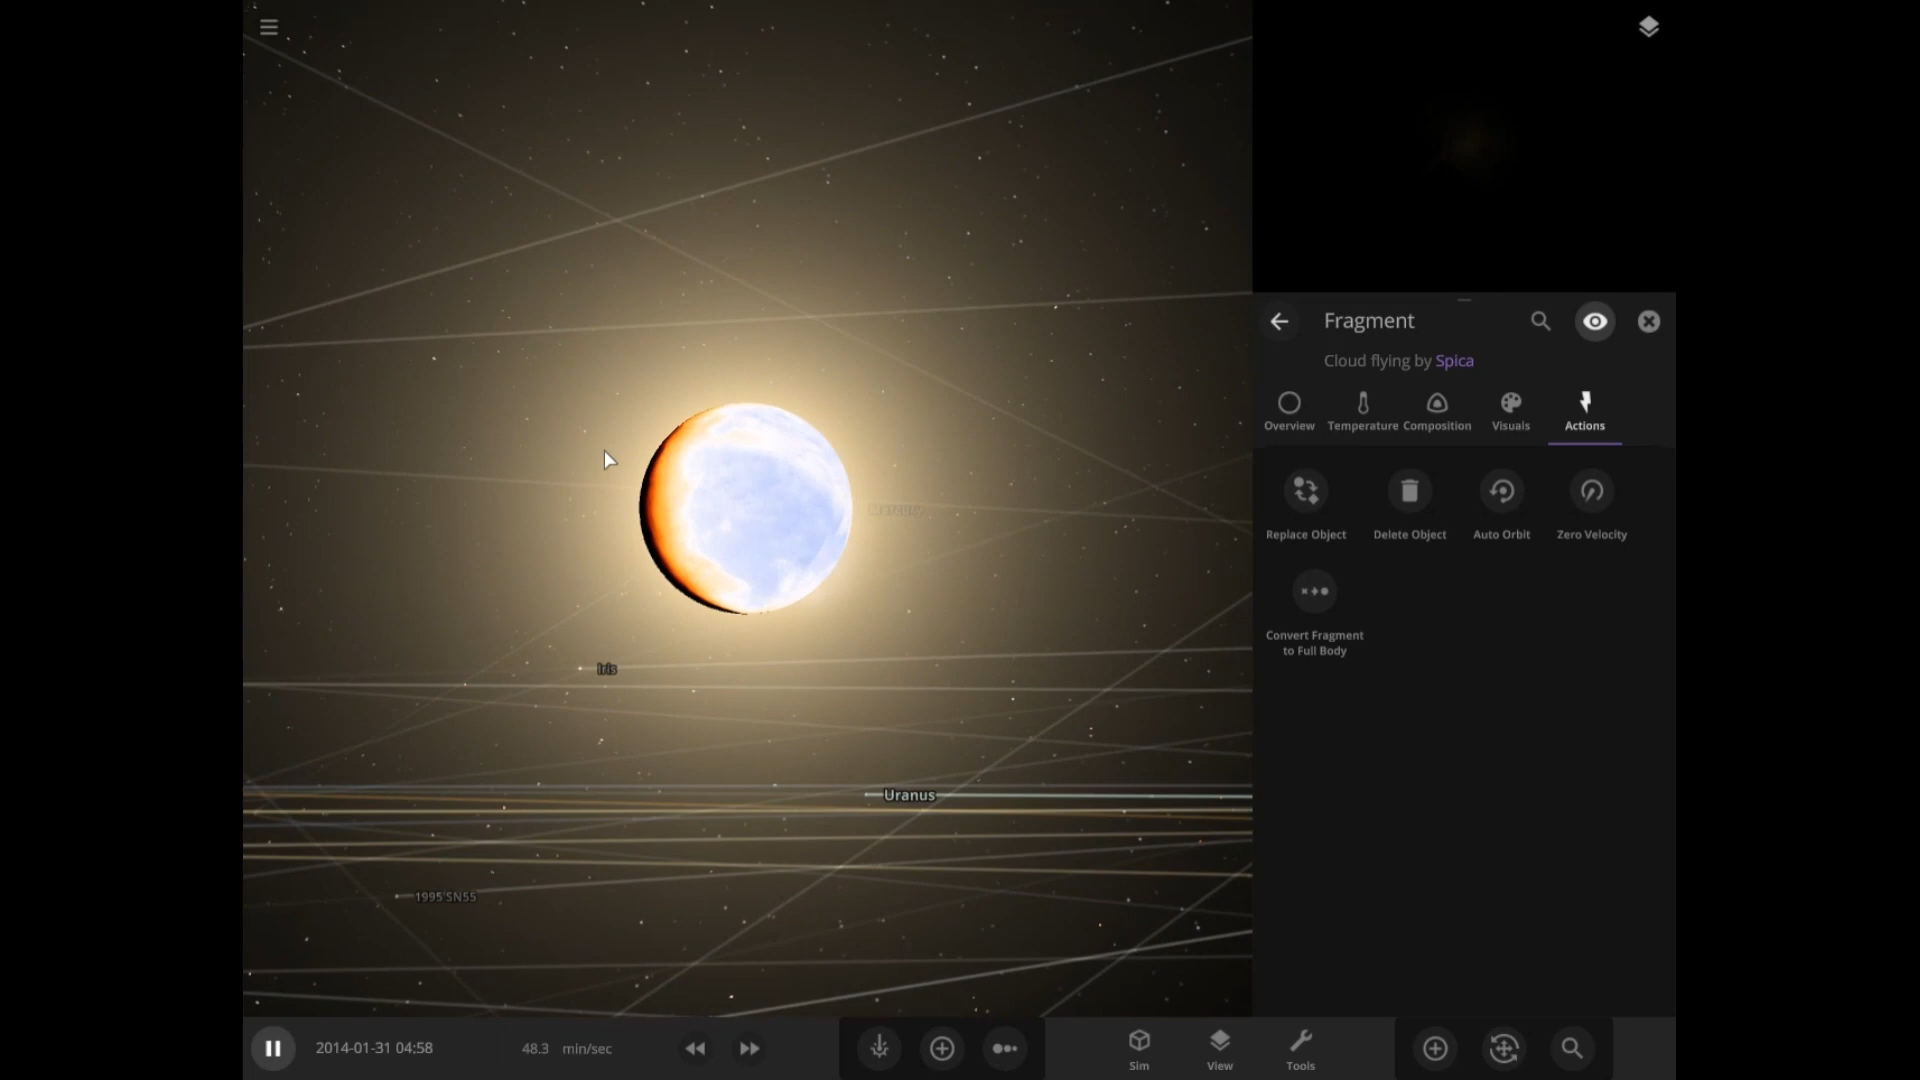 Fragment
Cloud flying by Spica
Overview Temperature Composition Visuals Actions
Replace Object Delete Object Auto Orbit Zero Velocity
Mercury
Convert Fragment
to Full Body
Iris
Uranus
1995 SN55
2014-01-31 04:58 48.3 min/sec
Sim View Tools